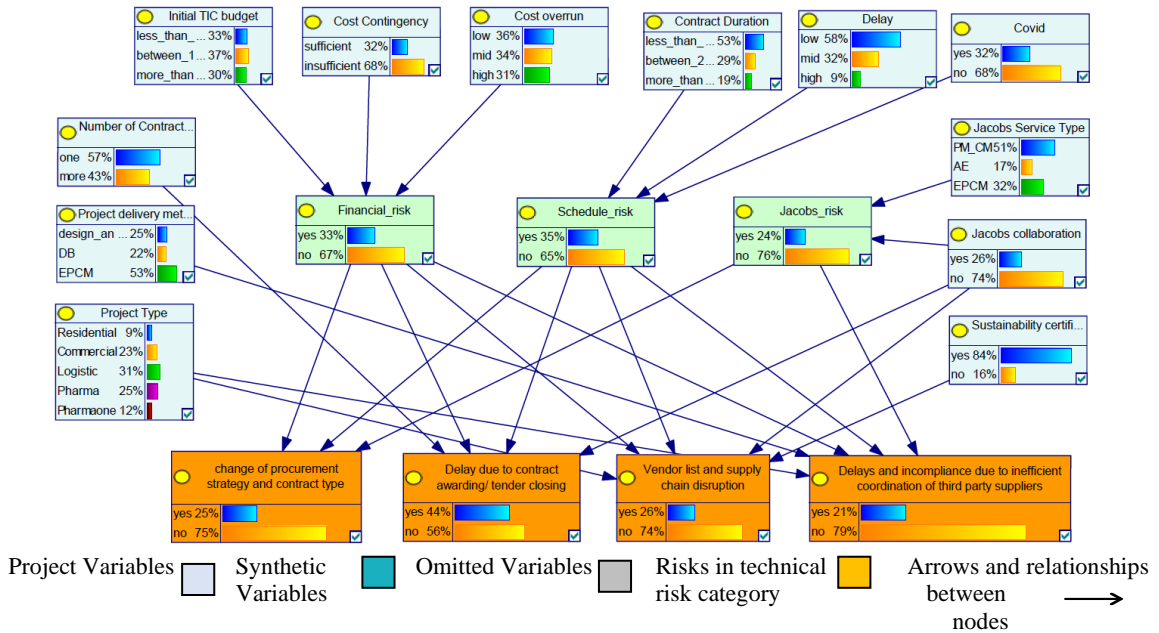 Initial TIC budget
less_than_ ... 33%
between_1... 37%
more_than ... 30%
Cost Contingency
sufficient 32%
insufficient 68%
Cost overrun
low 36%
mid 34%
high 31%
Contract Duration
less_than_ ... 53%
between_2... 29%
more_than ... 19%
Delay
low 58%
mid 32%
high 9%
Covid
yes 32%
no 68%
Number of Contract...
one 57%
more 43%
Jacobs Service Type
PM_CM 51%
AE 17%
EPCM 32%
Project delivery met...
design_an ... 25%
DB 22%
EPCM 53%
Financial_risk
yes 33%
no 67%
Schedule_risk
yes 35%
no 65%
Jacobs_risk
yes 24%
no 76%
Jacobs collaboration
yes 26%
no 74%
Project Type
Residential 9%
Commercial 23%
Logistic 31%
Pharma 25%
Pharmaone 12%
Sustainability certifi...
yes 84%
no 16%
change of procurement
strategy and contract type
yes 25%
no 75%
Delay due to contract
awarding/ tender closing
yes 44%
no 56%
Vendor list and supply
chain disruption
yes 26%
no 74%
Delays and incompliance due to inefficient
coordination of third party suppliers
yes 21%
no 79%
Project Variables
Synthetic
Variables
Omitted Variables
Risks in technical
risk category
Arrows and relationships
between
nodes